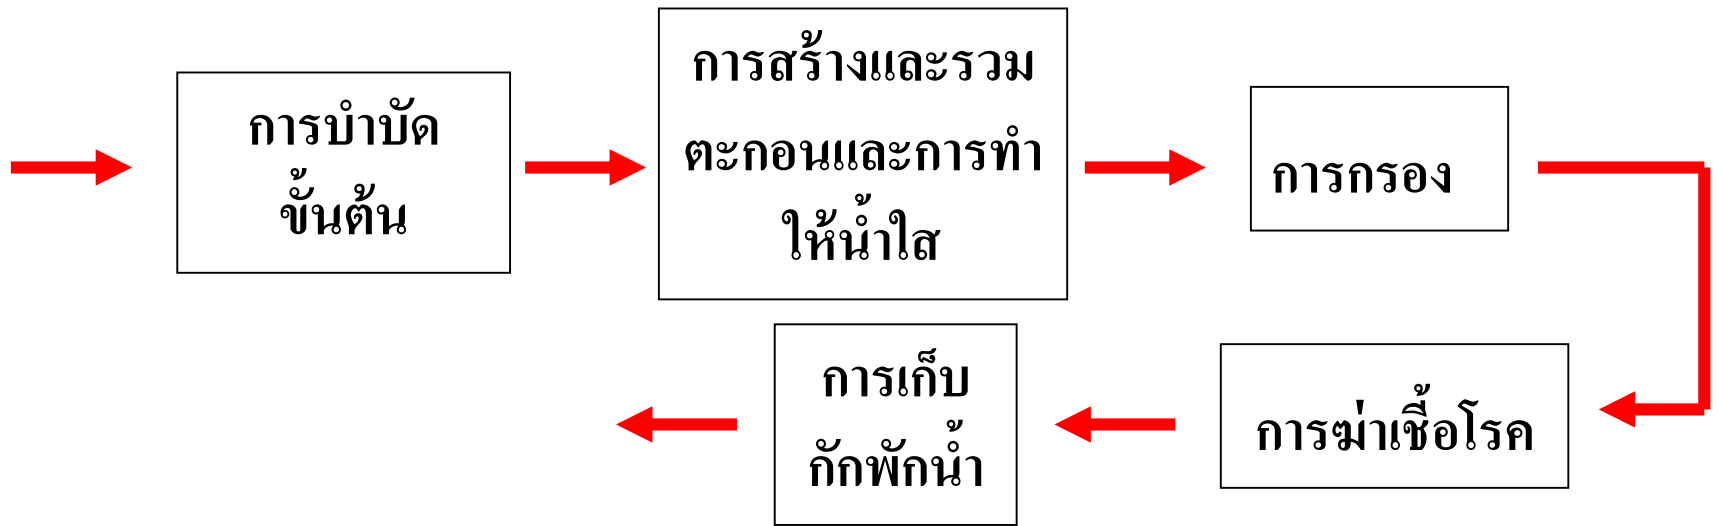 การบำบัด
ขั้นต้น
การสร้างและรวม
ตะกอนและการทำ
ให้น้ำใส
การกรอง
การฆ่าเชื้อโรค
การเก็บ
กักพักน้ำ